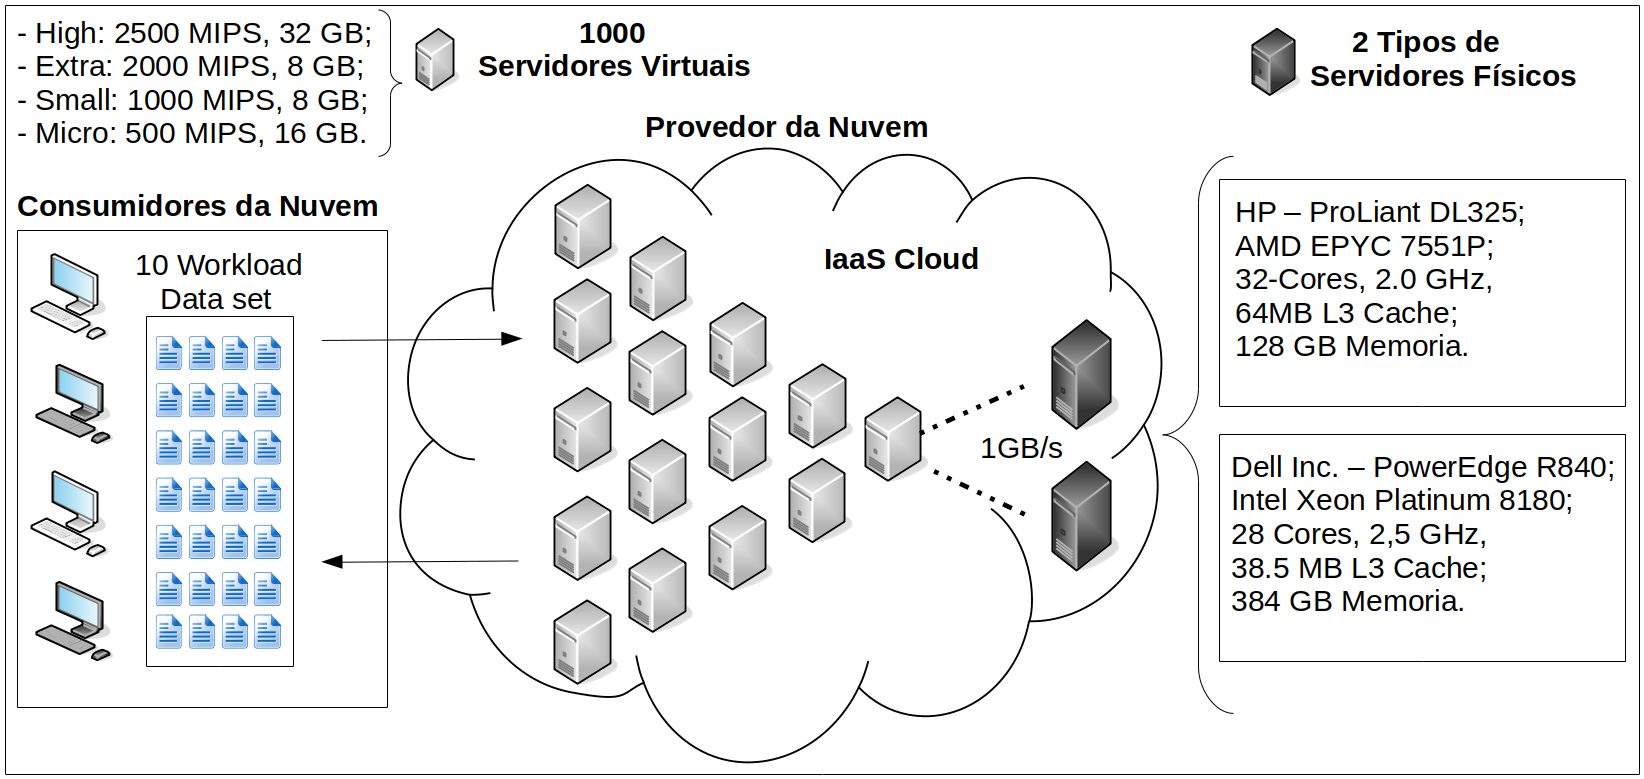 - High: 2500 MIPS, 32 GB;
- Extra: 2000 MIPS, 8 GB;
- Small: 1000 MIPS, 8 GB;
- Micro: 500 MIPS, 16 GB.
1000
Servidores Virtuais
2 Tipos de
Servidores Físicos
Provedor da Nuvem
Consumidores da Nuvem
10 Workload
Data set
IaaS Cloud
1GB/s
HP – ProLiant DL325;
AMD EPYC 7551P;
32-Cores, 2.0 GHz,
64MB L3 Cache;
128 GB Memoria.
Dell Inc. – PowerEdge R840;
Intel Xeon Platinum 8180;
28 Cores, 2,5 GHz,
38.5 MB L3 Cache;
384 GB Memoria.